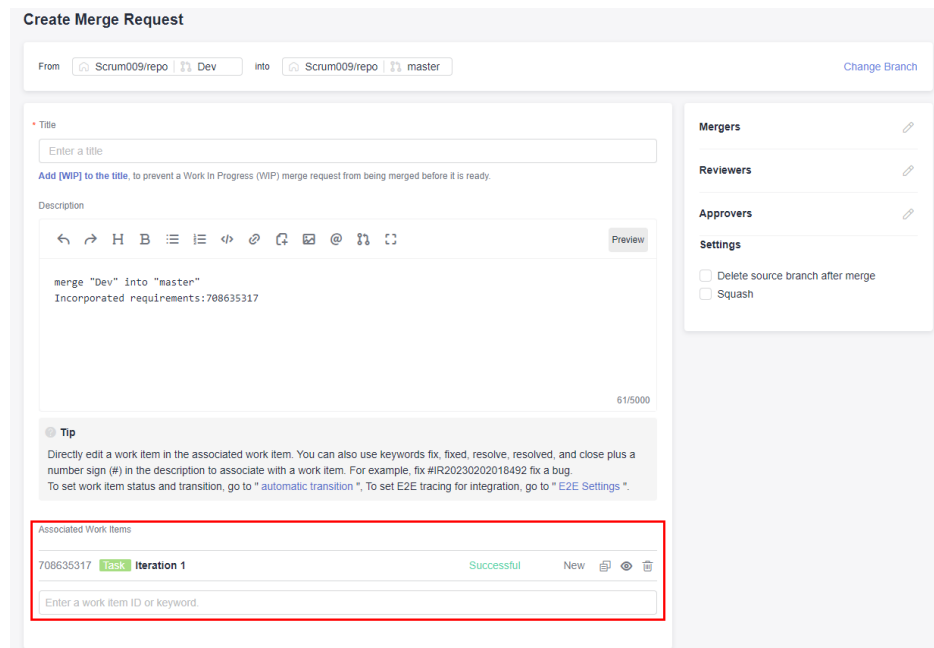 Create Merge Request
From Scrum009/repo Dev into Scrum009/repo master Change Branch
* Title
Enter a title
Add [WIP] to the title, to prevent a Work In Progress (WIP) merge request from being merged before it is ready.
Description
H B @ Preview
merge "Dev" into "master"
Incorporated requirements:708635317
61/5000
Tip
Directly edit a work item in the associated work item. You can also use keywords fix, fixed, resolve, resolved, and close plus a
number sign (#) in the description to associate with a work item. For example, fix #IR20230202018492 fix a bug.
To set work item status and transition, go to " automatic transition ", To set E2E tracing for integration, go to " E2E Settings ".
Associated Work Items
708635317 Task Iteration 1 Successful New
Enter a work item ID or keyword.
Mergers
Reviewers
Approvers
Settings
Delete source branch after merge
Squash